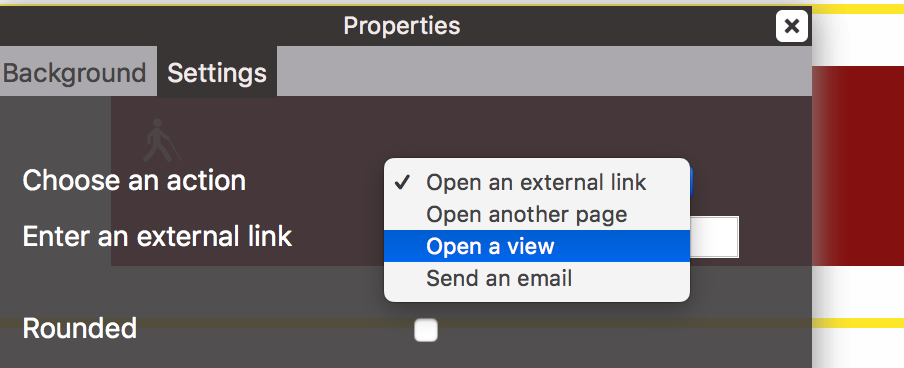 Properties
Background Settings
Choose an action
✓ Open an external link
Open another page
Open a view
Send an email
Enter an external link
Rounded